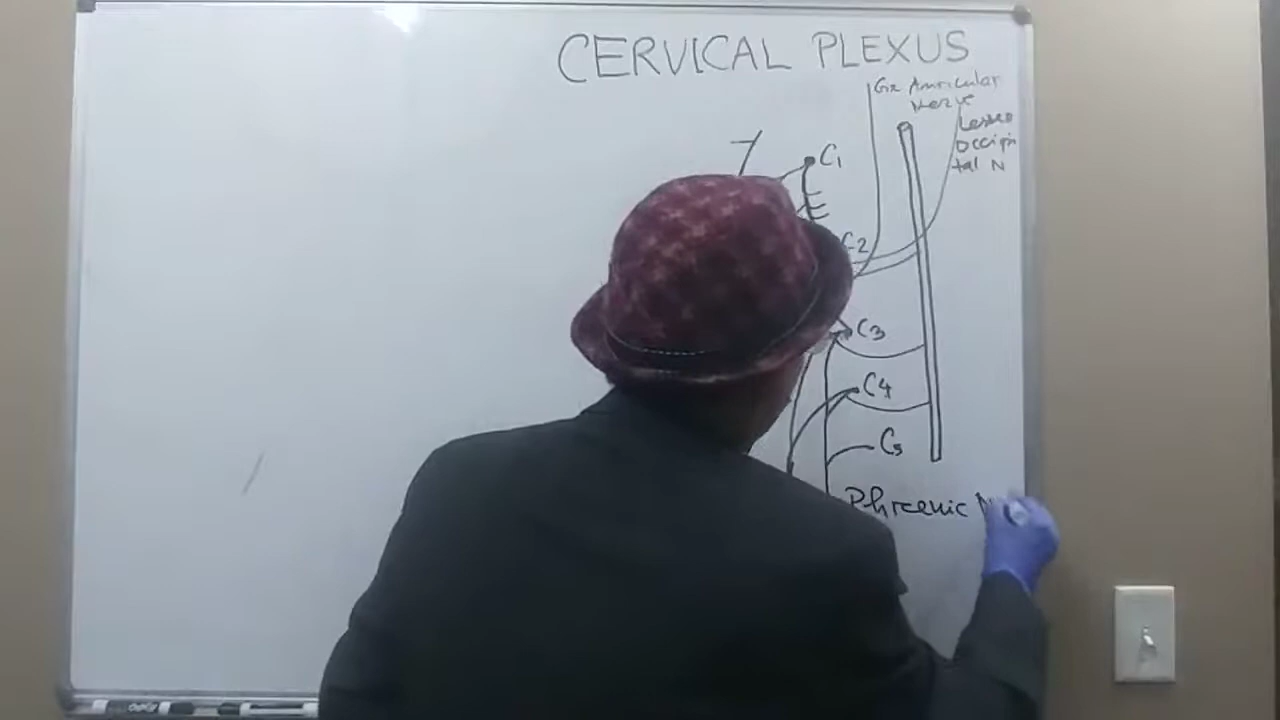 CERVICAL PLEXUS
Gr Auricular
Nerve
Lesser
Occipi
tal N
C1
C2
C3
C4
C5
Phrenic N